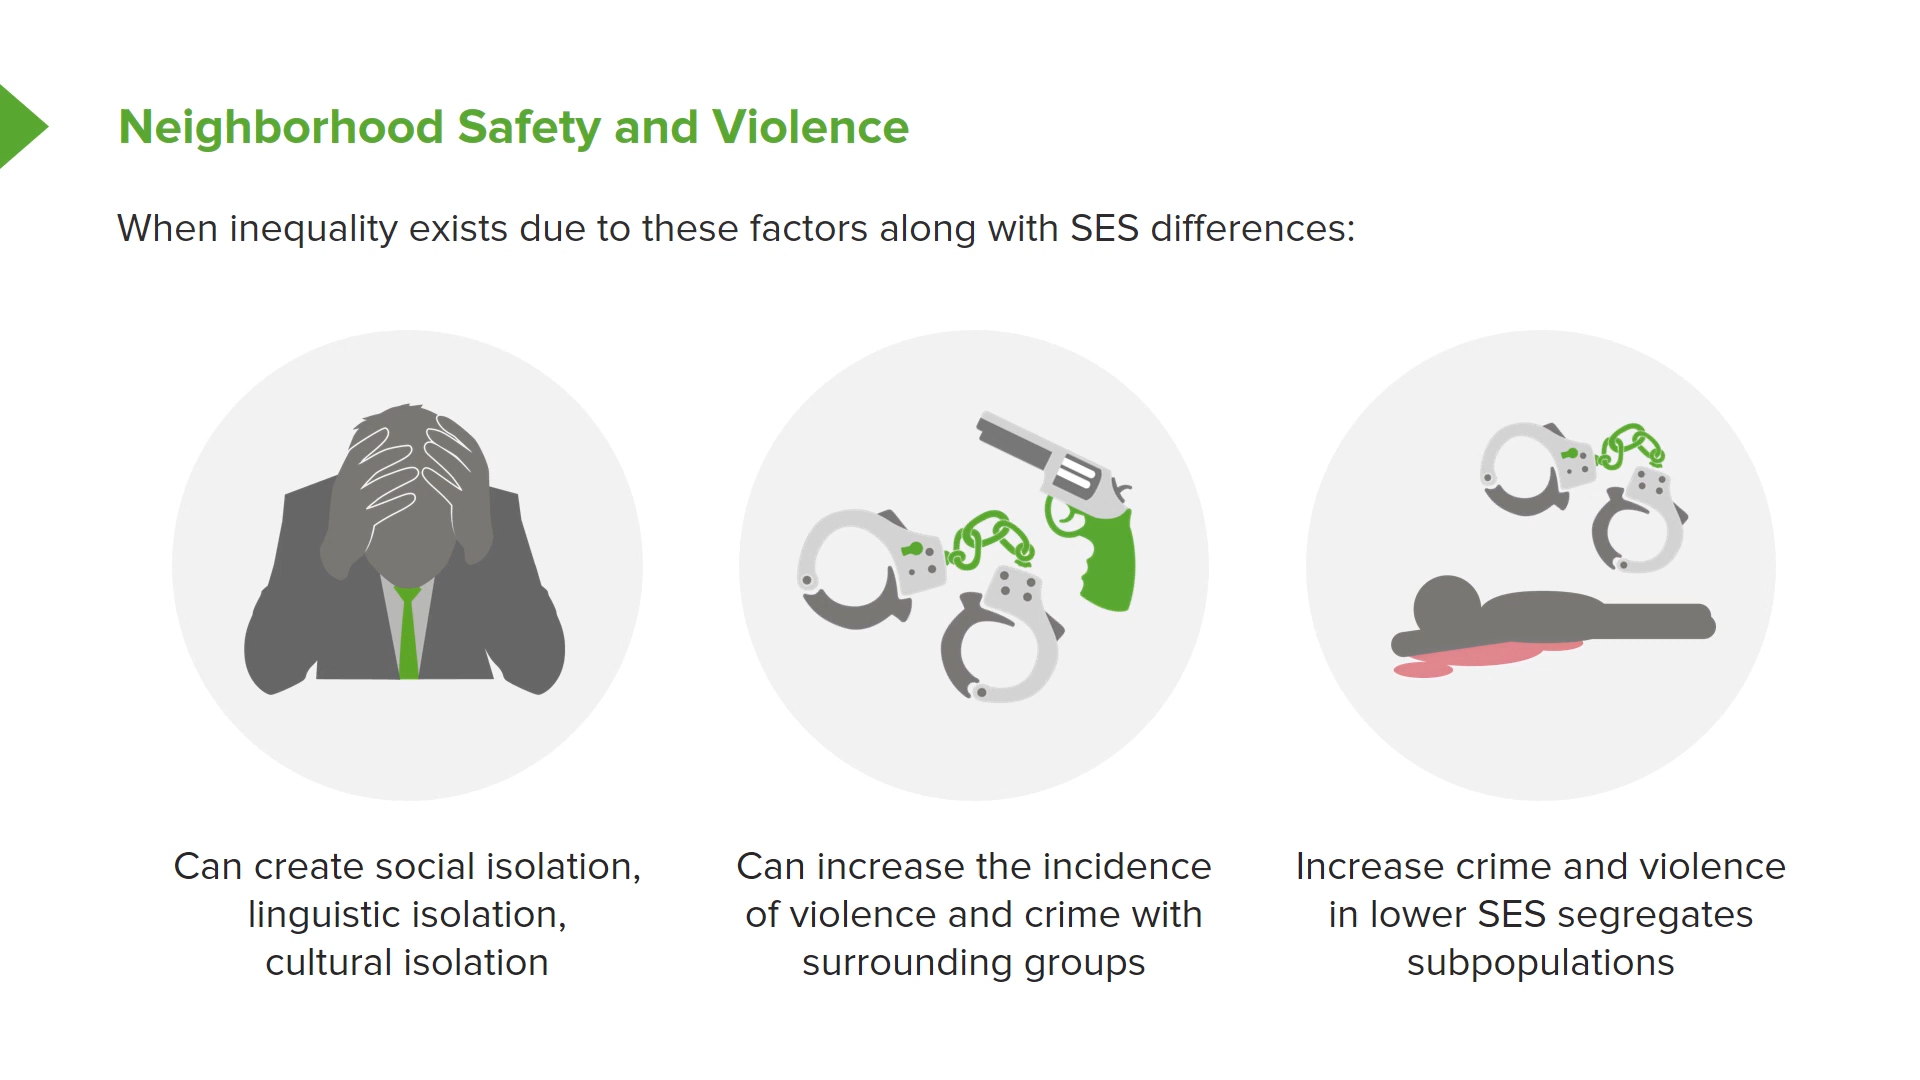 Neighborhood Safety and Violence
When inequality exists due to these factors along with SES differences:
Can create social isolation,
linguistic isolation,
cultural isolation
Can increase the incidence
of violence and crime with
surrounding groups
Increase crime and violence
in lower SES segregates
subpopulations